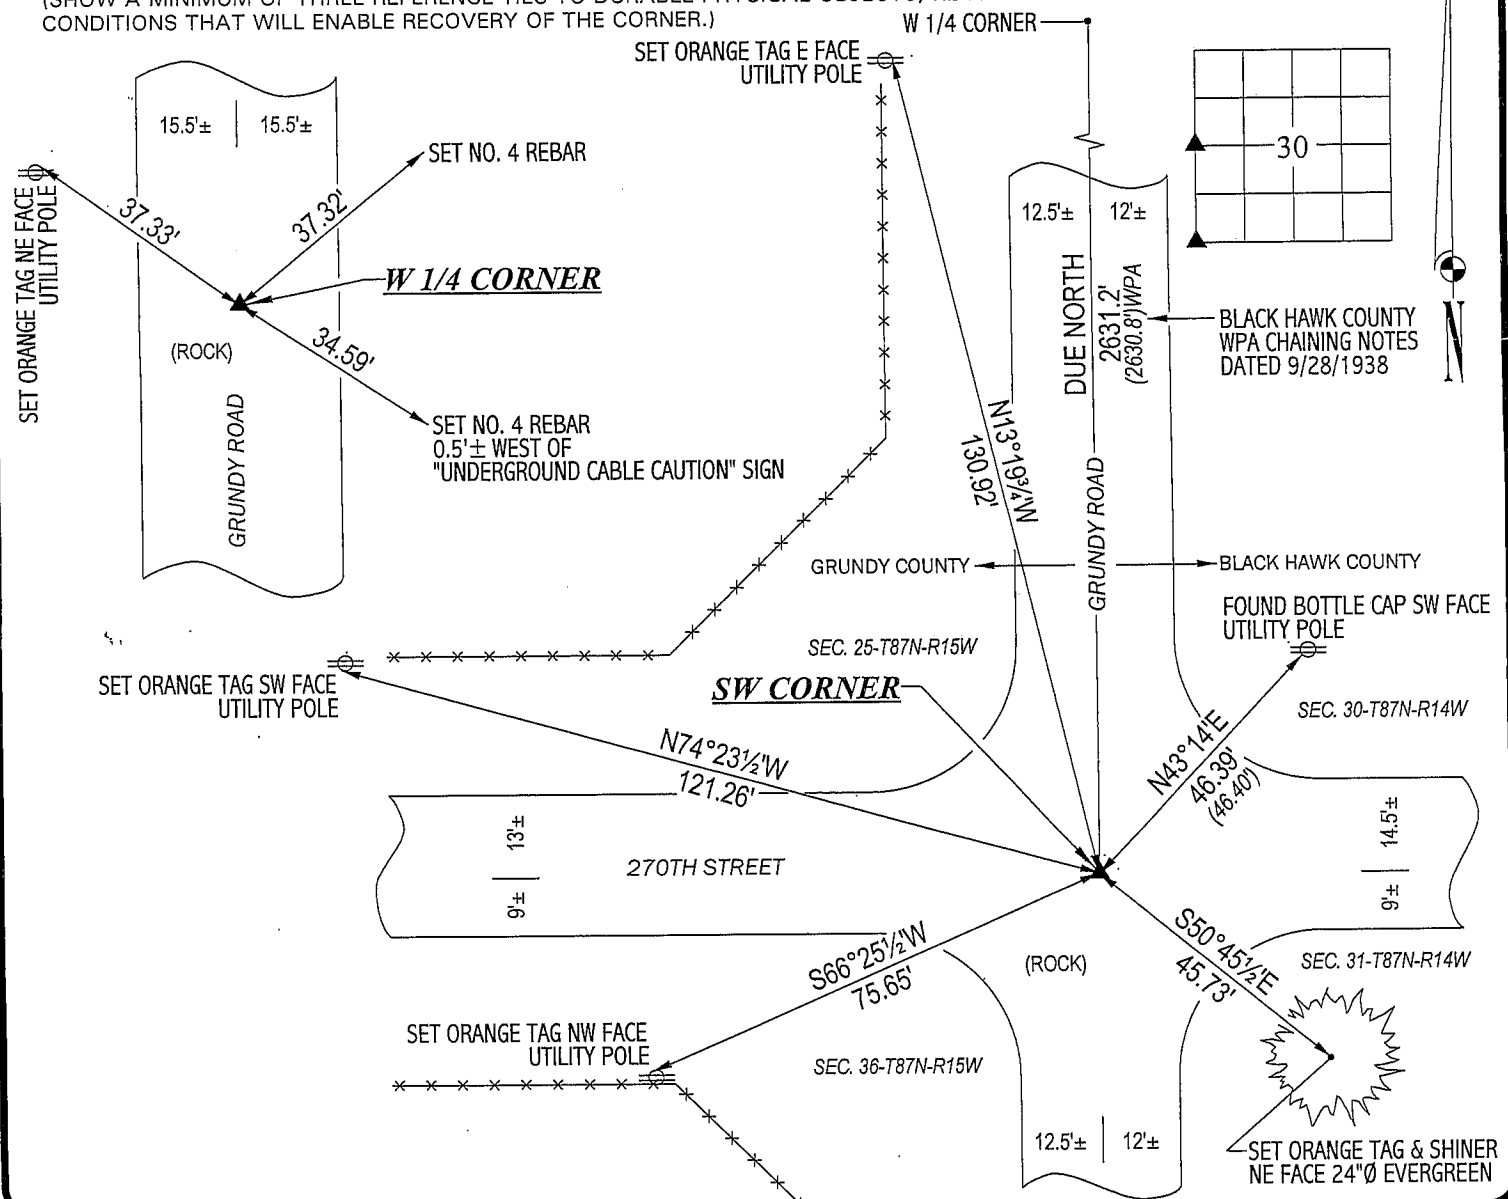 CONDITIONS THAT WILL ENABLE RECOVERY OF THE CORNER.)
W 1/4 CORNER
SET ORANGE TAG E FACE
UTILITY POLE
15.5'± 15.5'±
SET NO. 4 REBAR
SET ORANGE TAG NE FACE
UTILITY POLE
37.33'
37.32'
W 1/4 CORNER
34.59'
(ROCK)
GRUNDY ROAD
SET NO. 4 REBAR
0.5'± WEST OF
"UNDERGROUND CABLE CAUTION" SIGN
30
12.5'± 12'±
DUE NORTH
2631.2'
(2630.8')WPA
BLACK HAWK COUNTY
WPA CHAINING NOTES
DATED 9/28/1938
N
N13°19¾'W
130.92'
GRUNDY ROAD
GRUNDY COUNTY
BLACK HAWK COUNTY
FOUND BOTTLE CAP SW FACE
UTILITY POLE
SEC. 25-T87N-R15W
SET ORANGE TAG SW FACE
UTILITY POLE
SW CORNER
SEC. 30-T87N-R14W
N74°23½'W
121.26'
N43°14'E
46.39'
(46.40')
13'±
9'±
270TH STREET
14.5'±
9'±
S66°25½'W
75.65'
(ROCK)
S50°45½'E
45.73'
SEC. 31-T87N-R14W
SET ORANGE TAG NW FACE
UTILITY POLE
SEC. 36-T87N-R15W
12.5'± 12'±
SET ORANGE TAG & SHINER
NE FACE 24"Ø EVERGREEN